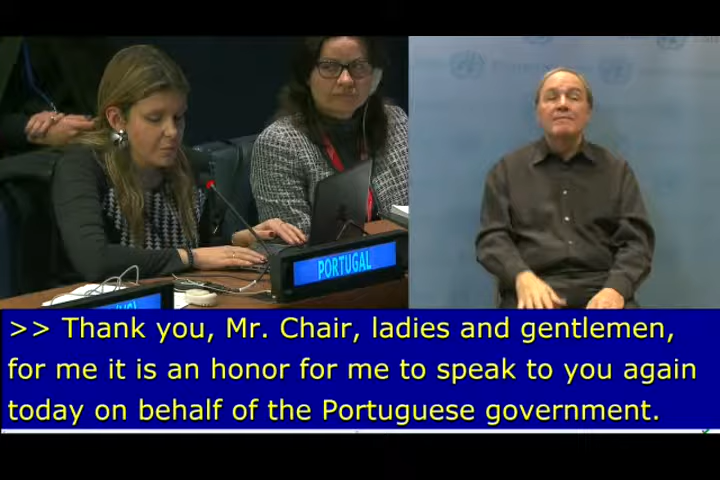 PORTUGAL
>> Thank you, Mr. Chair, ladies and gentlemen,
for me it is an honor for me to speak to you again
today on behalf of the Portuguese government.